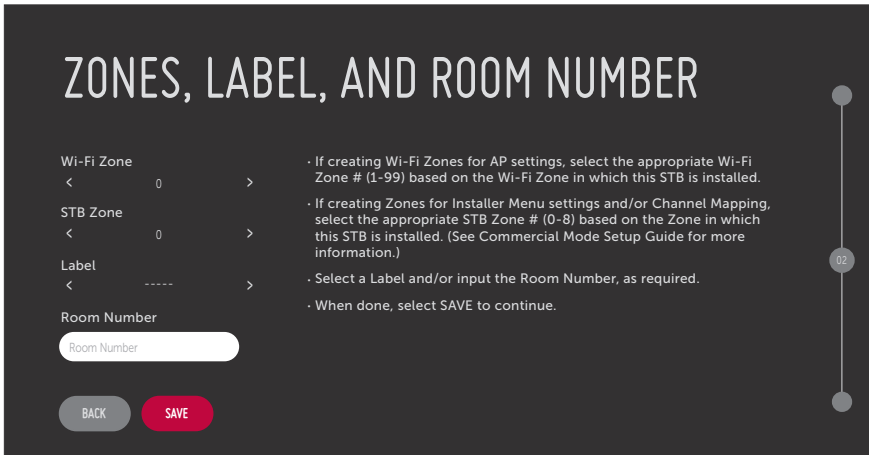 ZONES, LABEL, AND ROOM NUMBER
Wi-Fi Zone
< 0 >
STB Zone
< 0 >
Label
< ----- >
Room Number
Room Number
BACK SAVE
· If creating Wi-Fi Zones for AP settings, select the appropriate Wi-Fi
Zone # (1-99) based on the Wi-Fi Zone in which this STB is installed.
· If creating Zones for Installer Menu settings and/or Channel Mapping,
select the appropriate STB Zone # (0-8) based on the Zone in which
this STB is installed. (See Commercial Mode Setup Guide for more
information.)
· Select a Label and/or input the Room Number, as required.
· When done, select SAVE to continue.
02